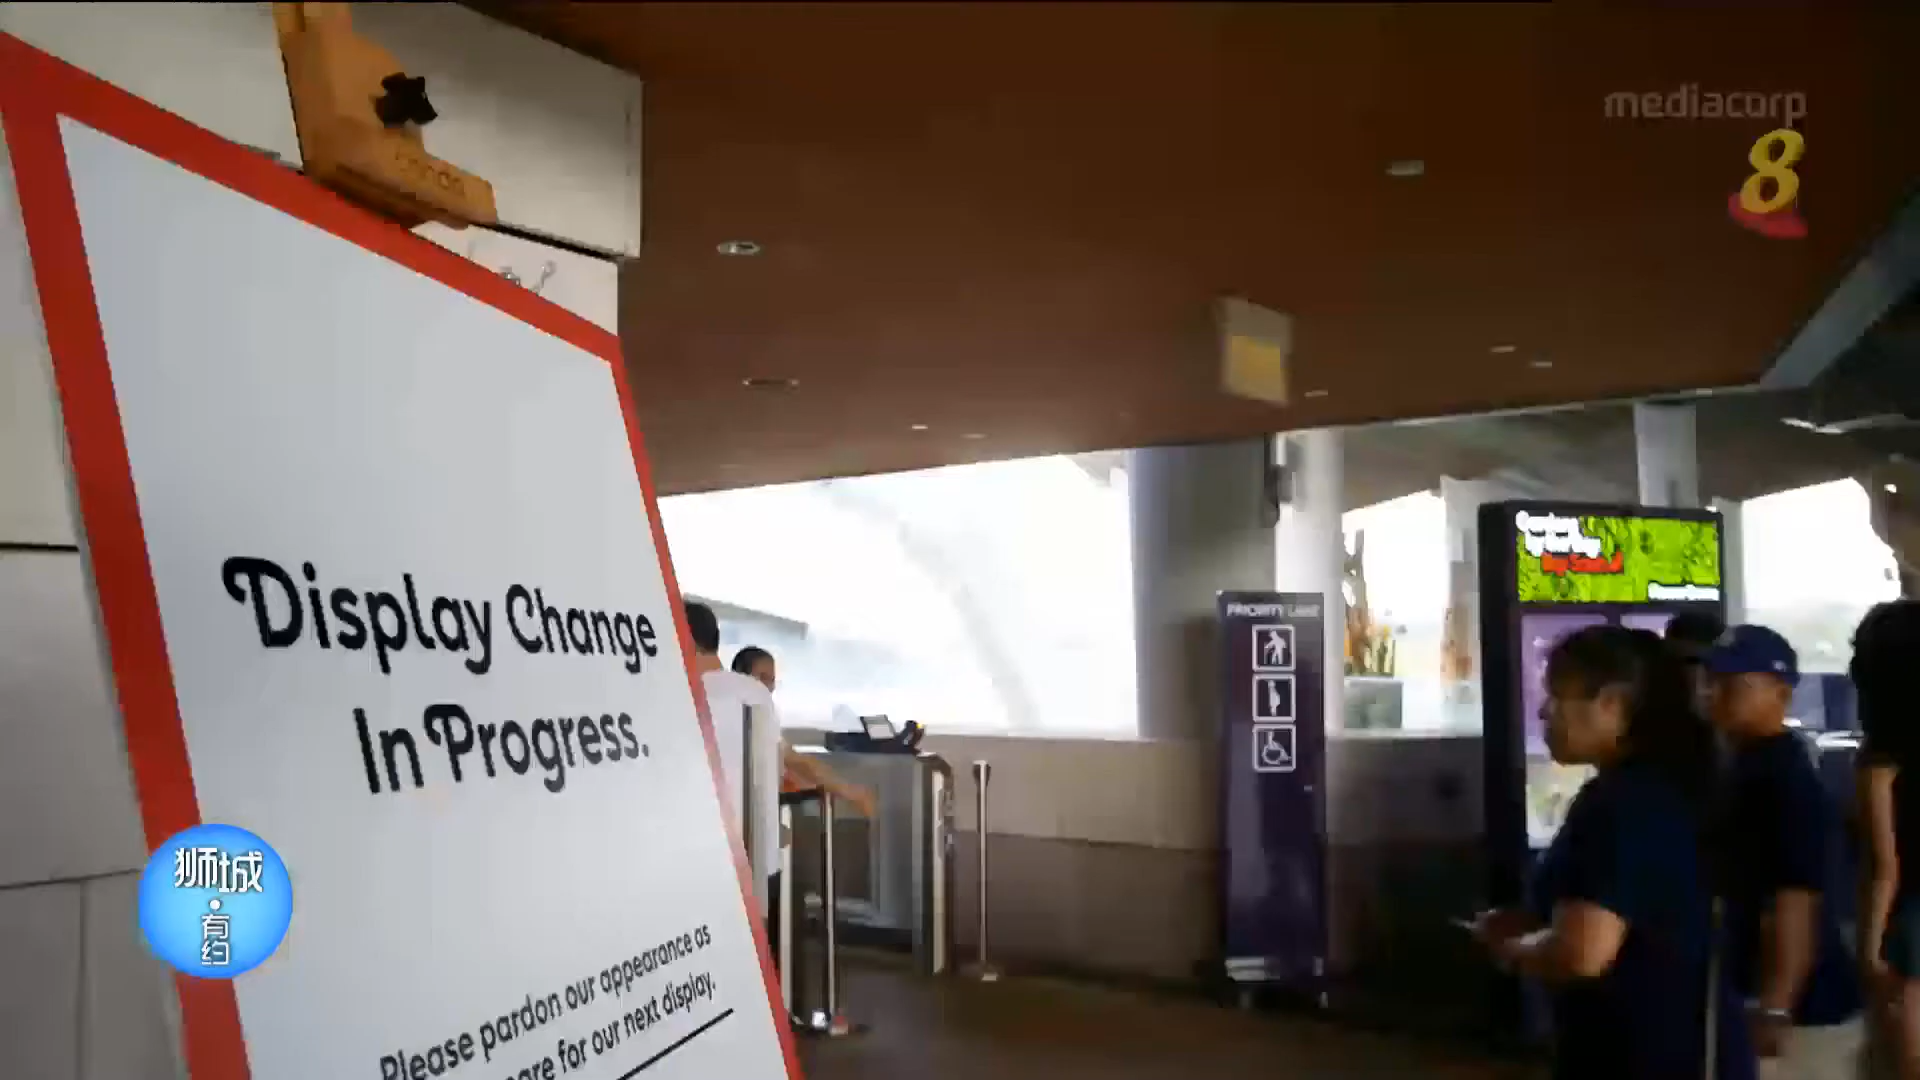 mediacorp
8
Display Change
In Progress.
Please pardon our appearance as
for our next display.
PRIORITY LANE
狮城
有
约